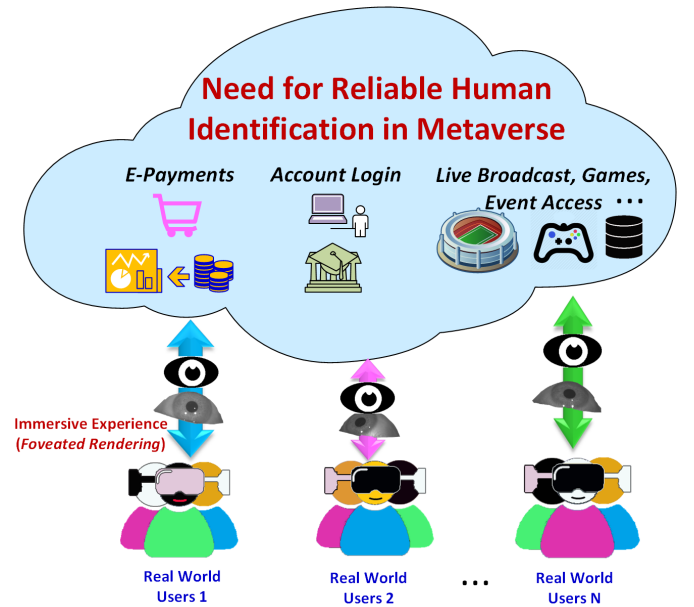 Need for Reliable Human
Identification in Metaverse
E-Payments
Account Login
Live Broadcast, Games,
Event Access ...
Immersive Experience
(Foveated Rendering)
Real World
Users 1
Real World
Users 2
...
Real World
Users N